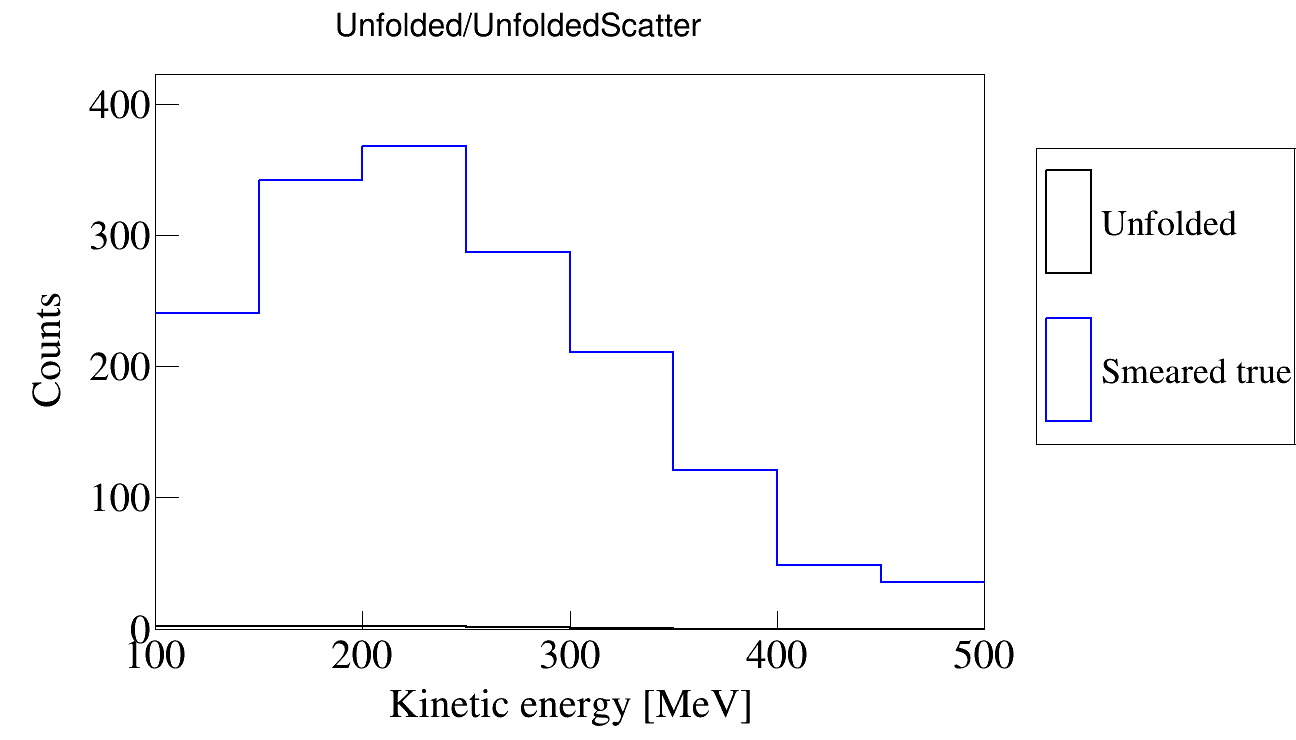 Unfolded/UnfoldedScatter
400
300
200
100
0
Counts
100 200 300 400 500
Kinetic energy [MeV]
Unfolded
Smeared true